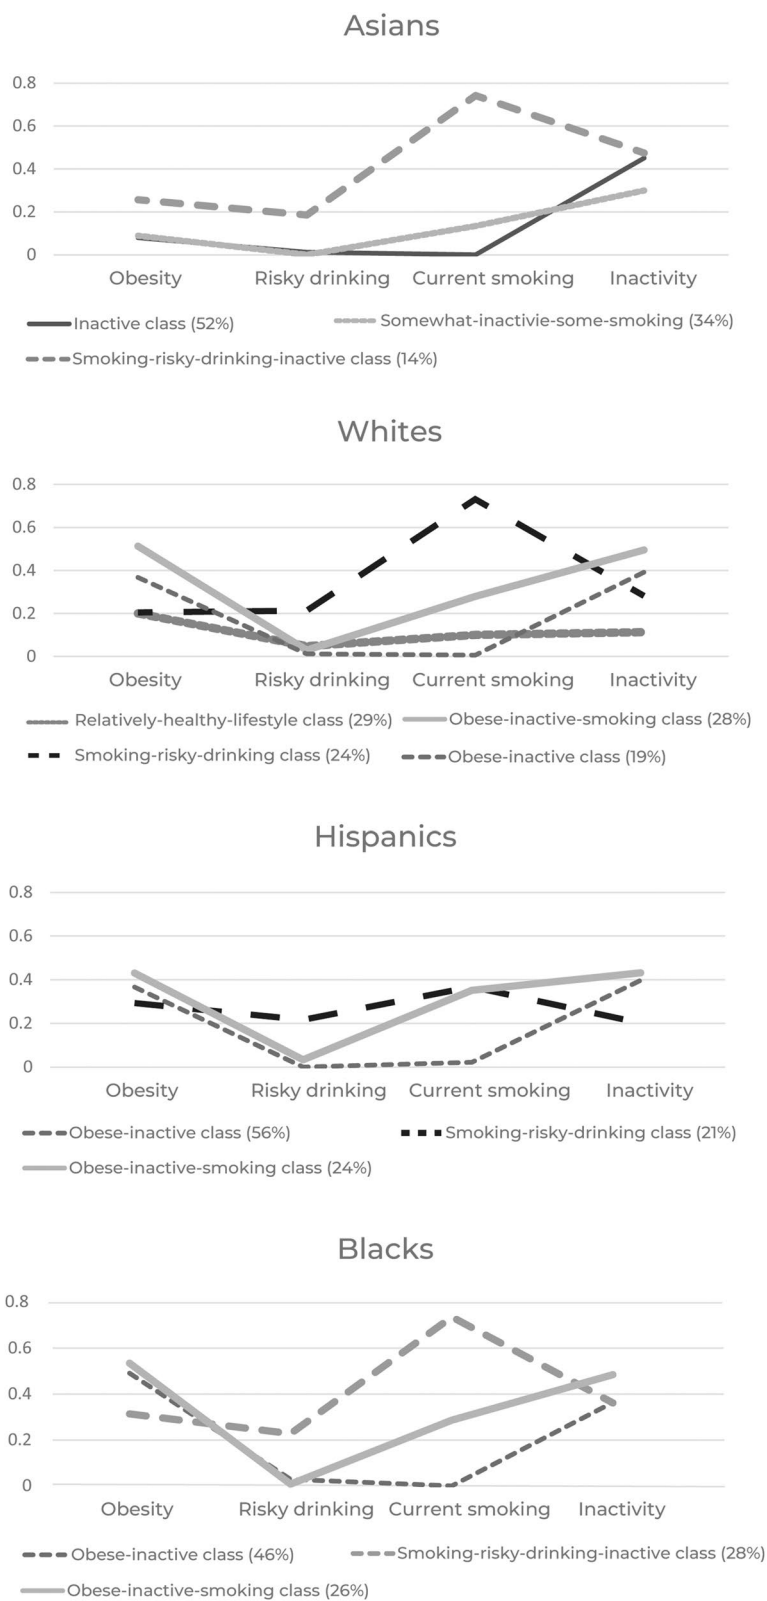 Asians
0.8
0.6
0.4
0.2
0
Obesity Risky drinking Current smoking Inactivity
Inactive class (52%) Somewhat-inactivie-some-smoking (34%)
Smoking-risky-drinking-inactive class (14%)
Whites
0.8
0.6
0.4
0.2
0
Obesity Risky drinking Current smoking Inactivity
Relatively-healthy-lifestyle class (29%) Obese-inactive-smoking class (28%)
Smoking-risky-drinking class (24%) Obese-inactive class (19%)
Hispanics
0.8
0.6
0.4
0.2
0
Obesity Risky drinking Current smoking Inactivity
Obese-inactive class (56%) Smoking-risky-drinking class (21%)
Obese-inactive-smoking class (24%)
Blacks
0.8
0.6
0.4
0.2
0
Obesity Risky drinking Current smoking Inactivity
Obese-inactive class (46%) Smoking-risky-drinking-inactive class (28%)
Obese-inactive-smoking class (26%)